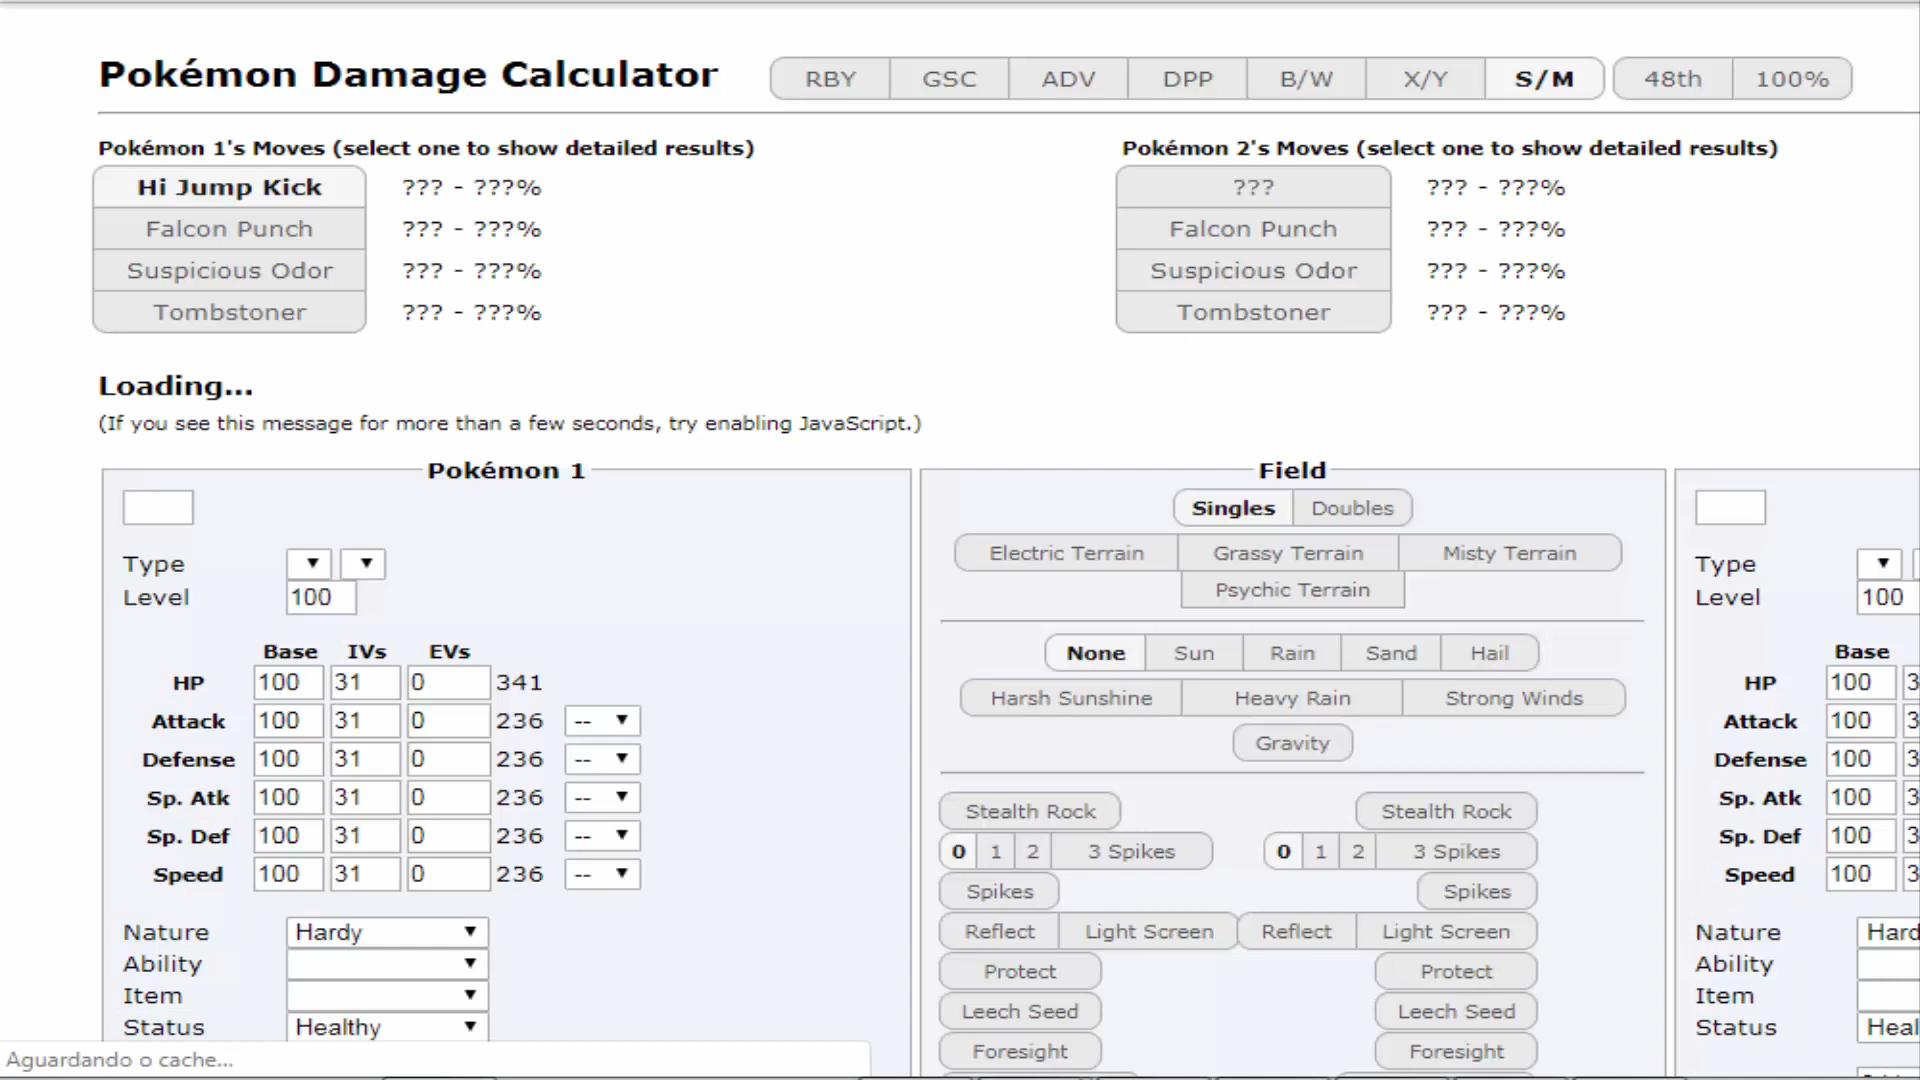 Pokémon Damage Calculator RBY GSC ADV DPP B/W X/Y S/M 48th 100%
Pokémon 1's Moves (select one to show detailed results) Pokémon 2's Moves (select one to show detailed results)
Hi Jump Kick ??? - ???% ??? ??? - ???%
Falcon Punch ??? - ???% Falcon Punch ??? - ???%
Suspicious Odor ??? - ???% Suspicious Odor ??? - ???%
Tombstoner ??? - ???% Tombstoner ??? - ???%
Loading...
(If you see this message for more than a few seconds, try enabling JavaScript.)
Pokémon 1
Type
Level 100
Base IVs EVs
HP 100 31 0 341
Attack 100 31 0 236 --
Defense 100 31 0 236 --
Sp. Atk 100 31 0 236 --
Sp. Def 100 31 0 236 --
Speed 100 31 0 236 --
Nature Hardy
Ability
Item
Status Healthy
Field
Singles Doubles
Electric Terrain Grassy Terrain Misty Terrain
Psychic Terrain
None Sun Rain Sand Hail
Harsh Sunshine Heavy Rain Strong Winds
Gravity
Stealth Rock Stealth Rock
0 1 2 3 Spikes 0 1 2 3 Spikes
Spikes Spikes
Reflect Light Screen Reflect Light Screen
Protect Protect
Leech Seed Leech Seed
Foresight Foresight
Type
Level 100
Base
HP 100 3
Attack 100 3
Defense 100 3
Sp. Atk 100 3
Sp. Def 100 3
Speed 100 3
Nature Hard
Ability
Item
Status Heal
Aguardando o cache...